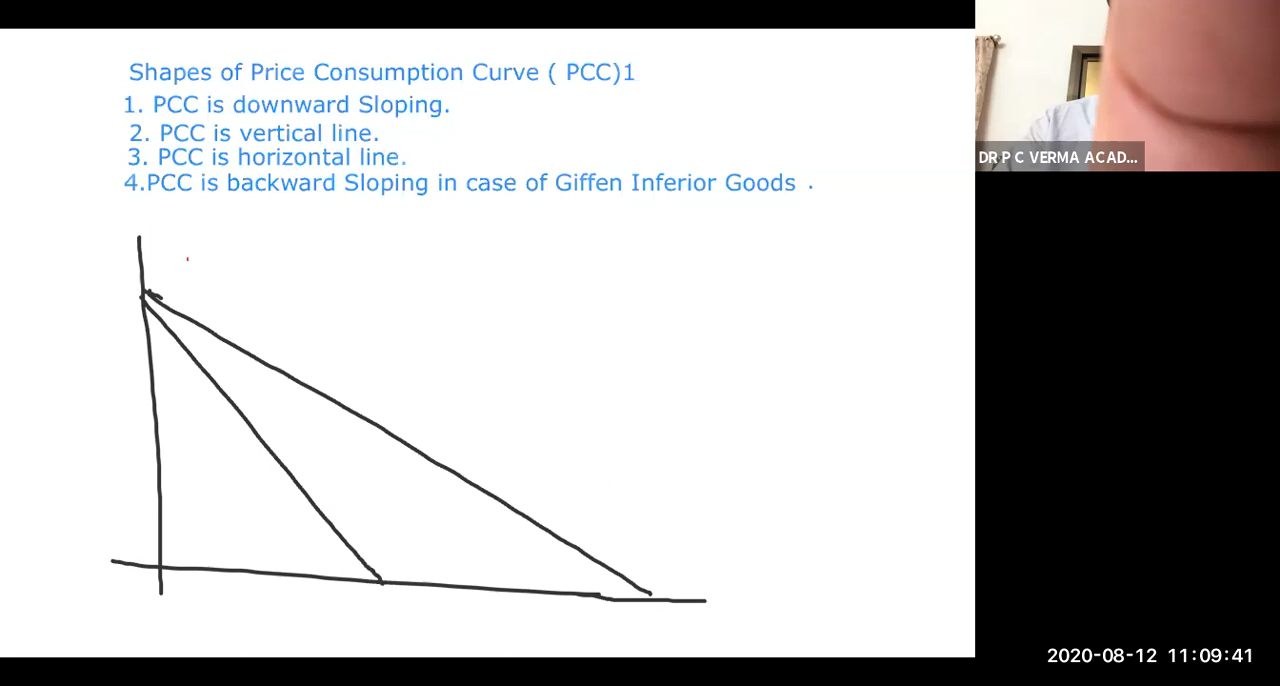 Shapes of Price Consumption Curve ( PCC)1
1. PCC is downward Sloping.
2. PCC is vertical line.
3. PCC is horizontal line.
4.PCC is backward Sloping in case of Giffen Inferior Goods .
DR P C VERMA ACAD...
2020-08-12 11:09:41